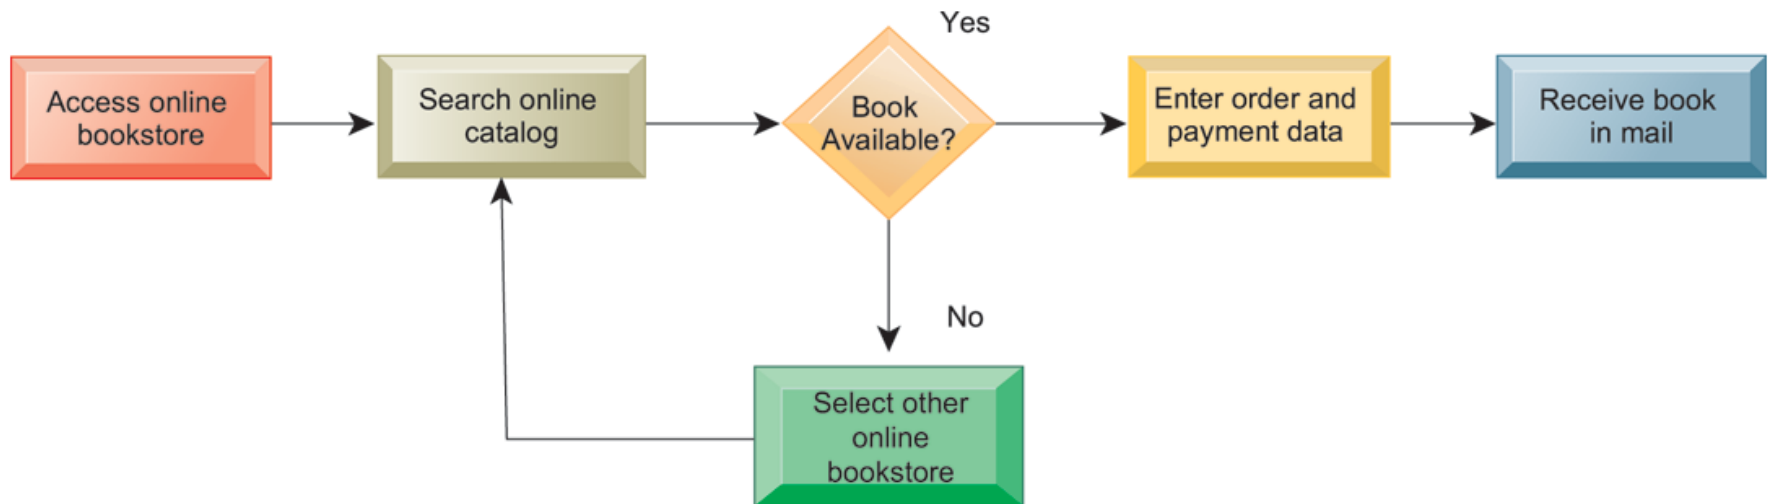 Yes
Access online
bookstore
Search online
catalog
Book
Available?
Enter order and
payment data
Receive book
in mail
No
Select other
online
bookstore